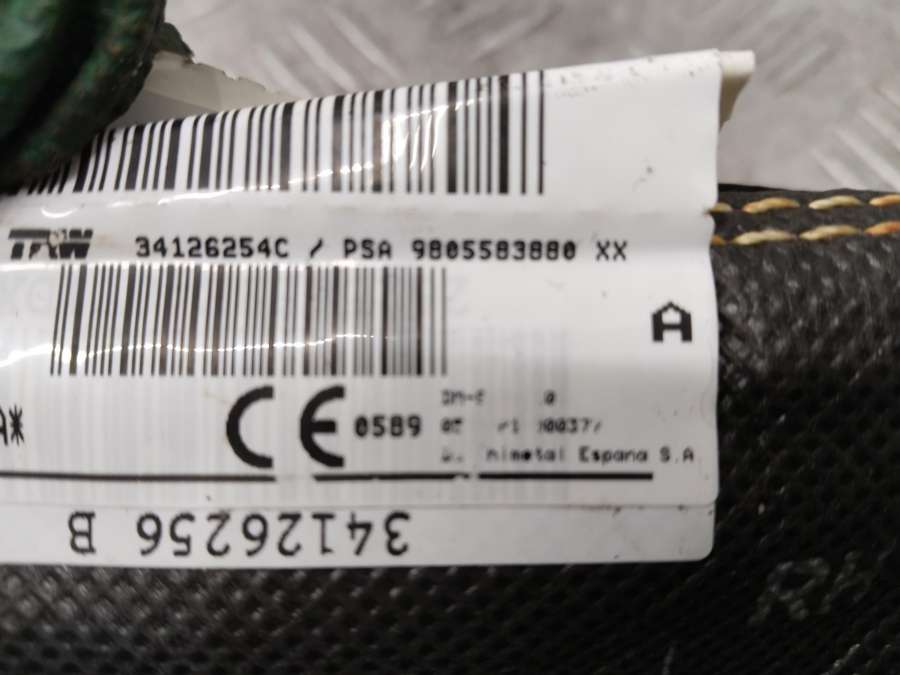 TRW 34126254C / PSA 9805583880 XX
A
CE 0589
Espana S.A
34126256 B